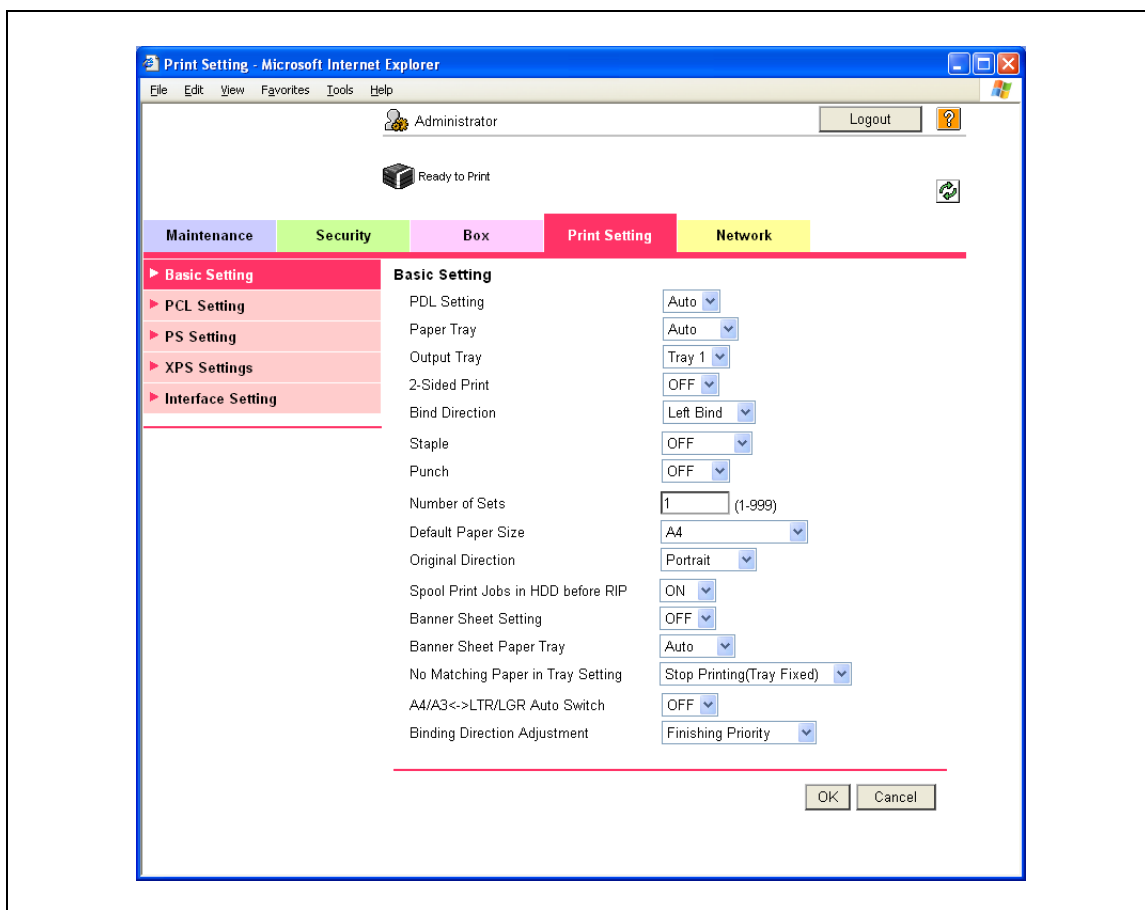 Print Setting - Microsoft Internet Explorer
File Edit View Favorites Tools Help
Administrator Logout ?
Ready to Print
Maintenance Security Box Print Setting Network
Basic Setting
PCL Setting
PS Setting
XPS Settings
Interface Setting
Basic Setting
PDL Setting Auto
Paper Tray Auto
Output Tray Tray 1
2-Sided Print OFF
Bind Direction Left Bind
Staple OFF
Punch OFF
Number of Sets 1 (1-999)
Default Paper Size A4
Original Direction Portrait
Spool Print Jobs in HDD before RIP ON
Banner Sheet Setting OFF
Banner Sheet Paper Tray Auto
No Matching Paper in Tray Setting Stop Printing(Tray Fixed)
A4/A3<->LTR/LGR Auto Switch OFF
Binding Direction Adjustment Finishing Priority
OK Cancel